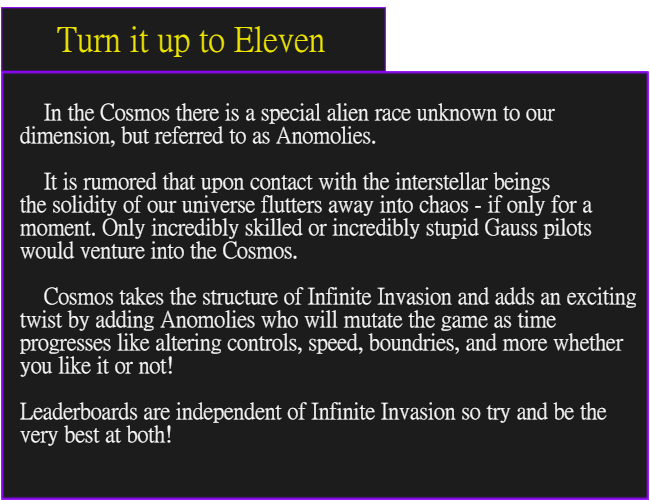 Turn it up to Eleven
In the Cosmos there is a special alien race unknown to our
dimension, but referred to as Anomolies.
It is rumored that upon contact with the interstellar beings
the solidity of our universe flutters away into chaos - if only for a
moment. Only incredibly skilled or incredibly stupid Gauss pilots
would venture into the Cosmos.
Cosmos takes the structure of Infinite Invasion and adds an exciting
twist by adding Anomolies who will mutate the game as time
progresses like altering controls, speed, boundries, and more whether
you like it or not!
Leaderboards are independent of Infinite Invasion so try and be the
very best at both!